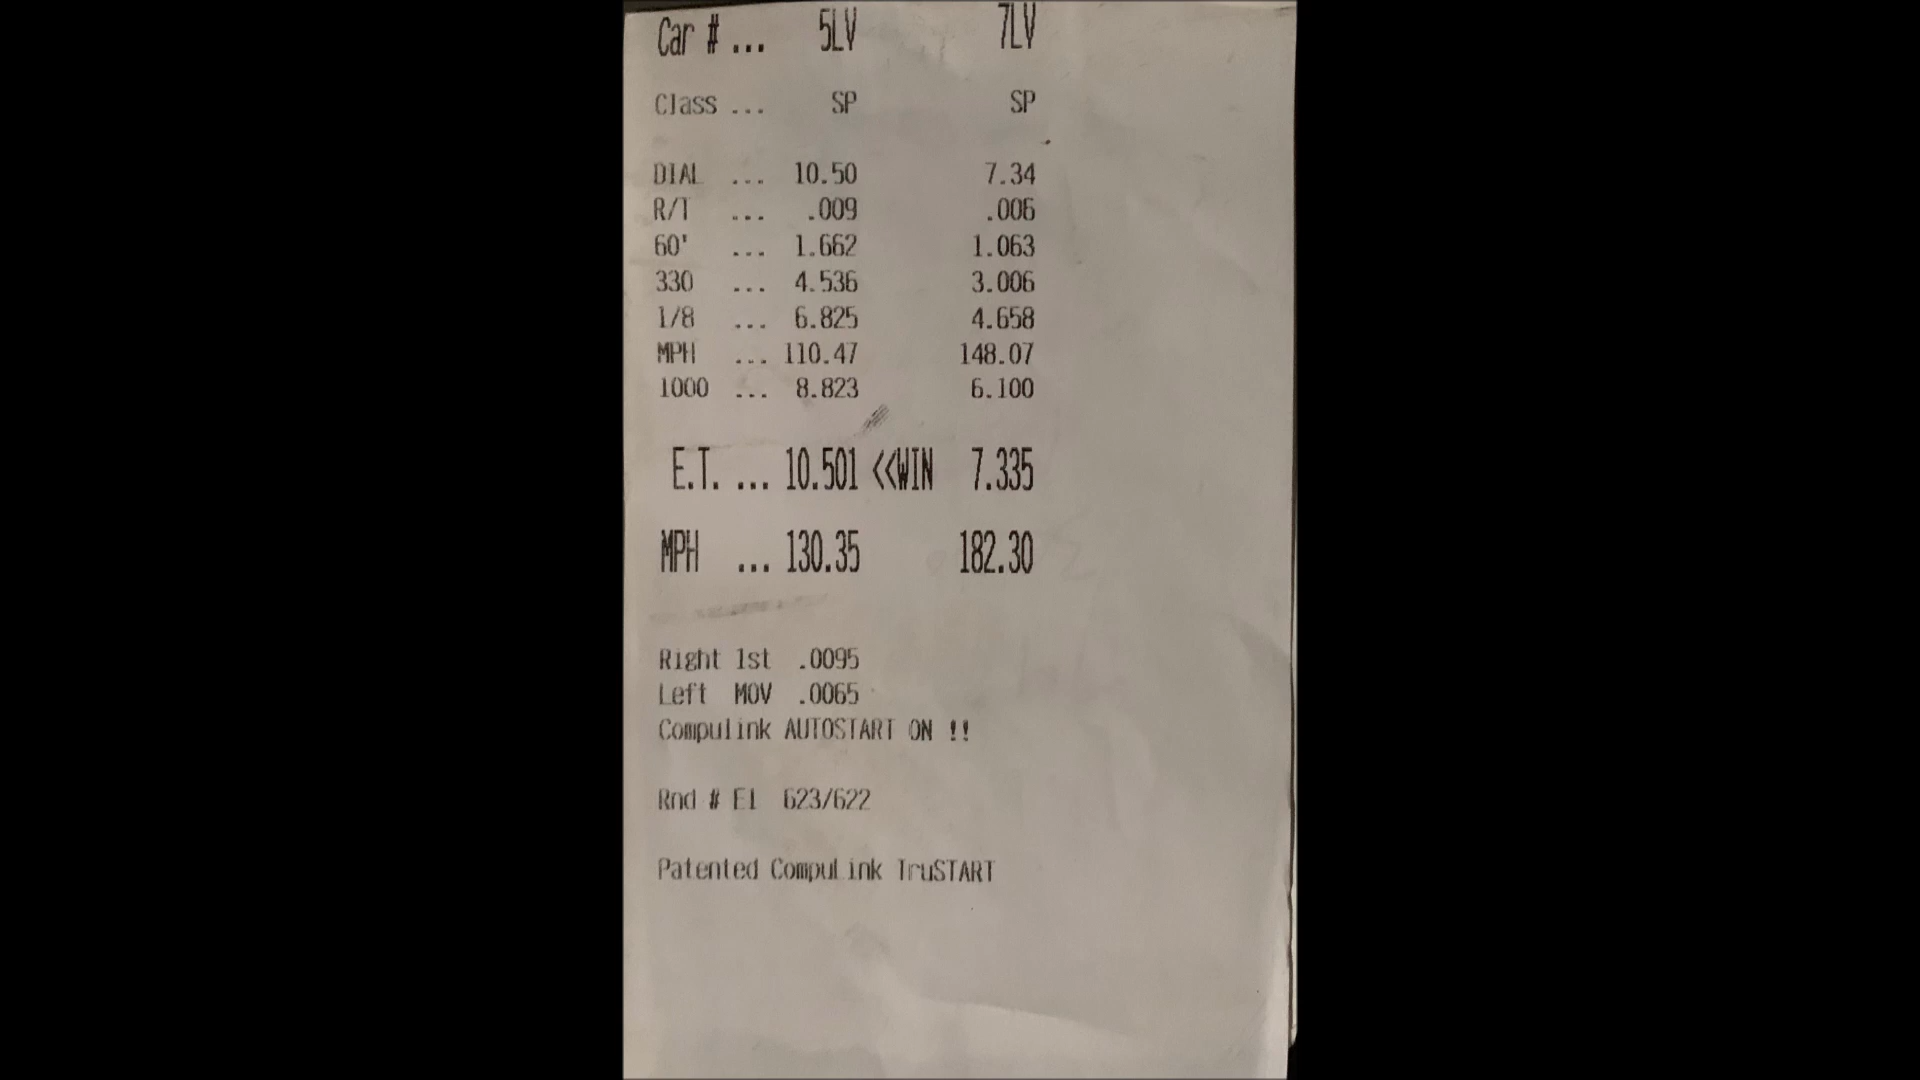 Car # ... 5LV 7LV
Class ... SP SP
DIAL ... 10.50 7.34
R/T ... .009 .006
60' ... 1.662 1.063
330 ... 4.536 3.006
1/8 ... 6.825 4.658
MPH ... 110.47 148.07
1000 ... 8.823 6.100
E.T. ... 10.501 <<WIN 7.335
MPH ... 130.35 182.30
Right 1st .0095
Left MOV .0065
Compulink AUTOSTART ON !!
Rnd # E1 623/622
Patented CompuLink TruSTART